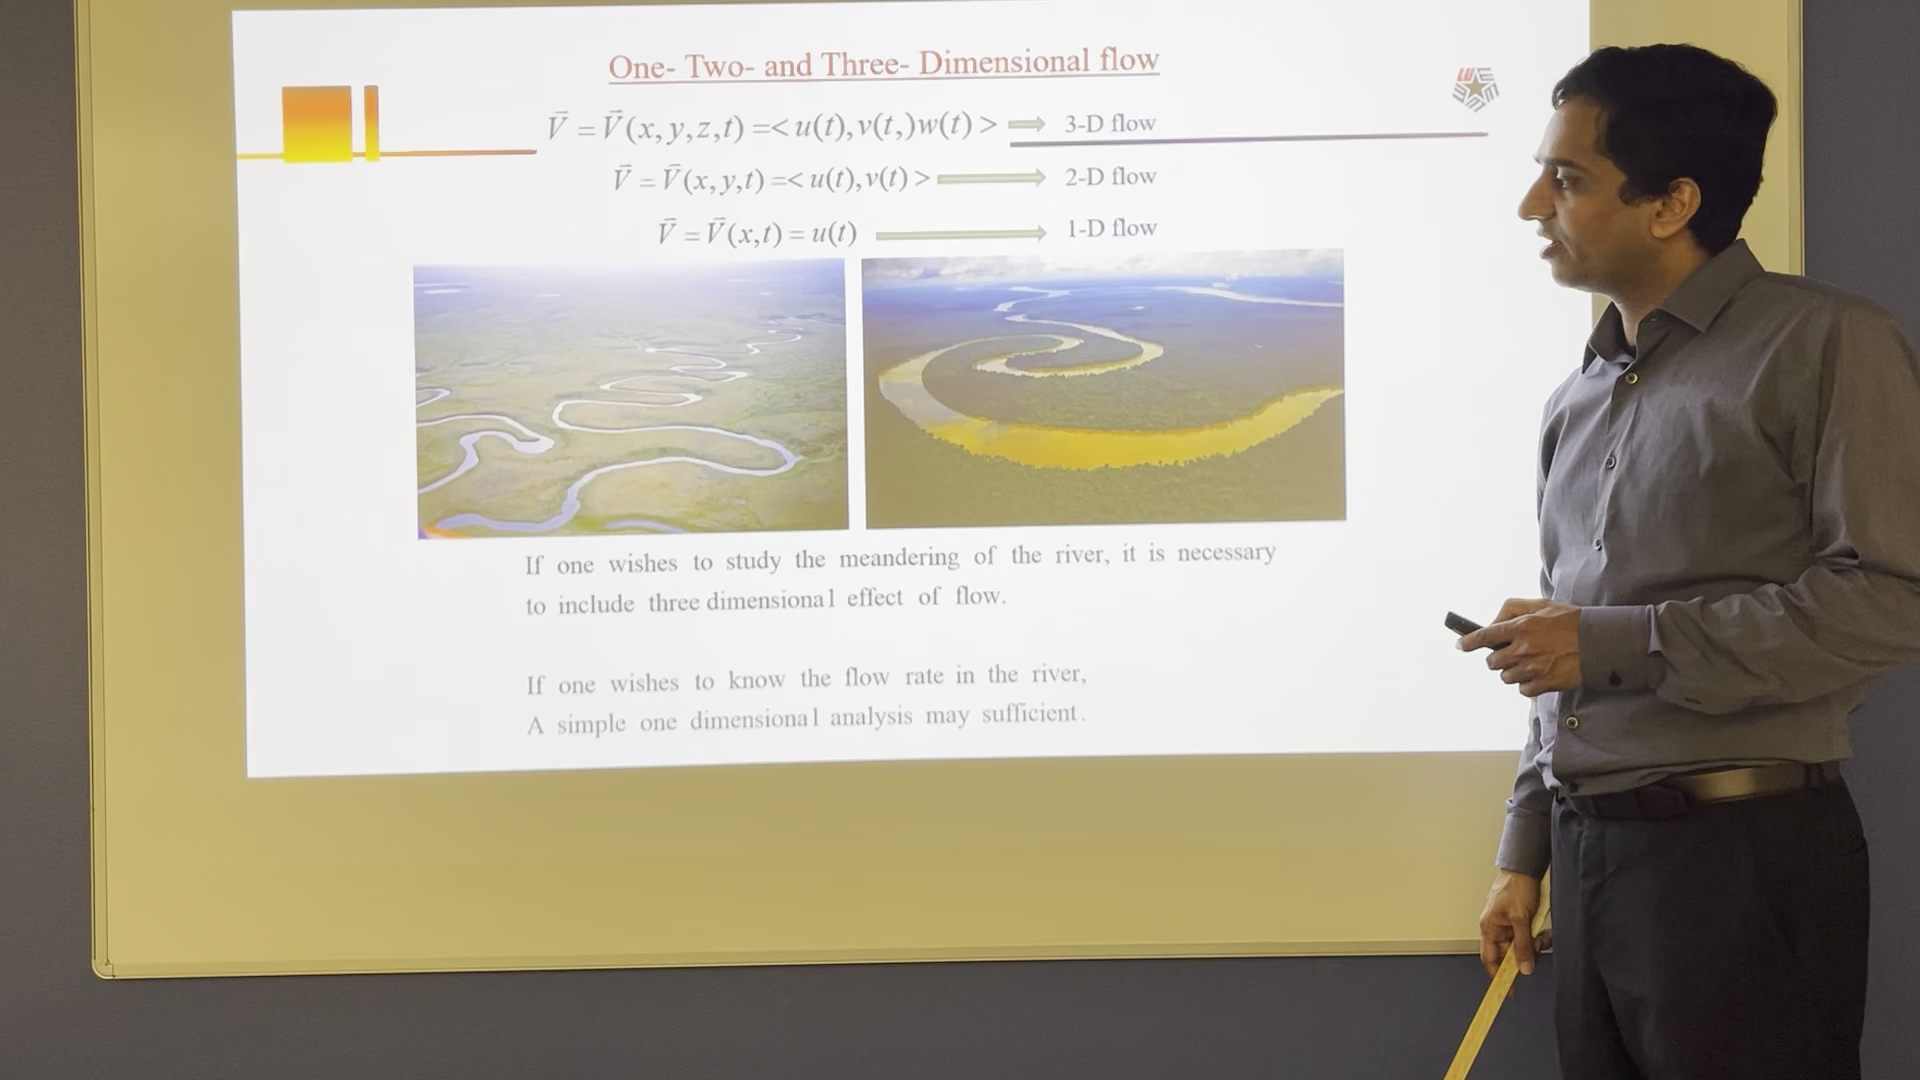 One- Two- and Three- Dimensional flow
V⃗ = V⃗(x, y, z, t) =< u(t), v(t,)w(t) > 3-D flow
V⃗ = V⃗(x, y, t) =< u(t), v(t) > 2-D flow
V⃗ = V⃗(x,t) = u(t) 1-D flow
If one wishes to study the meandering of the river, it is necessary
to include three dimensional effect of flow.
If one wishes to know the flow rate in the river,
A simple one dimensional analysis may sufficient.